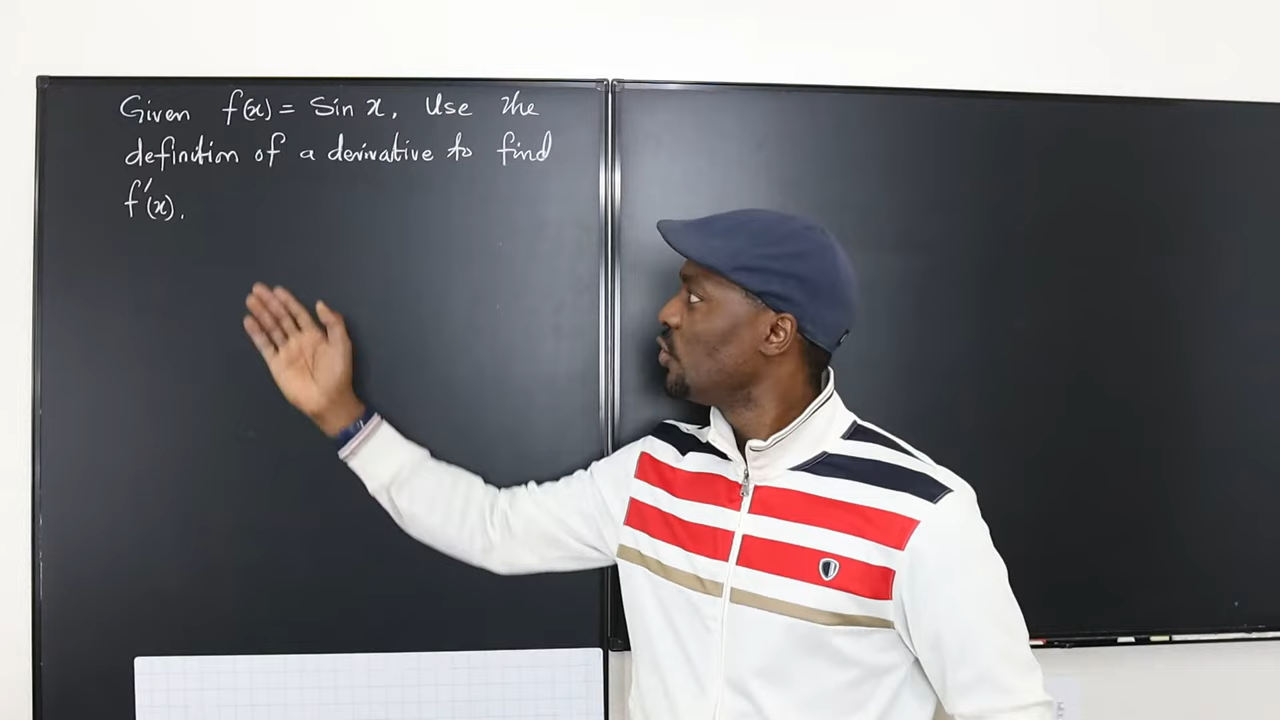 Given f(x) = Sin x. Use the
definition of a derivative to find
f'(x).